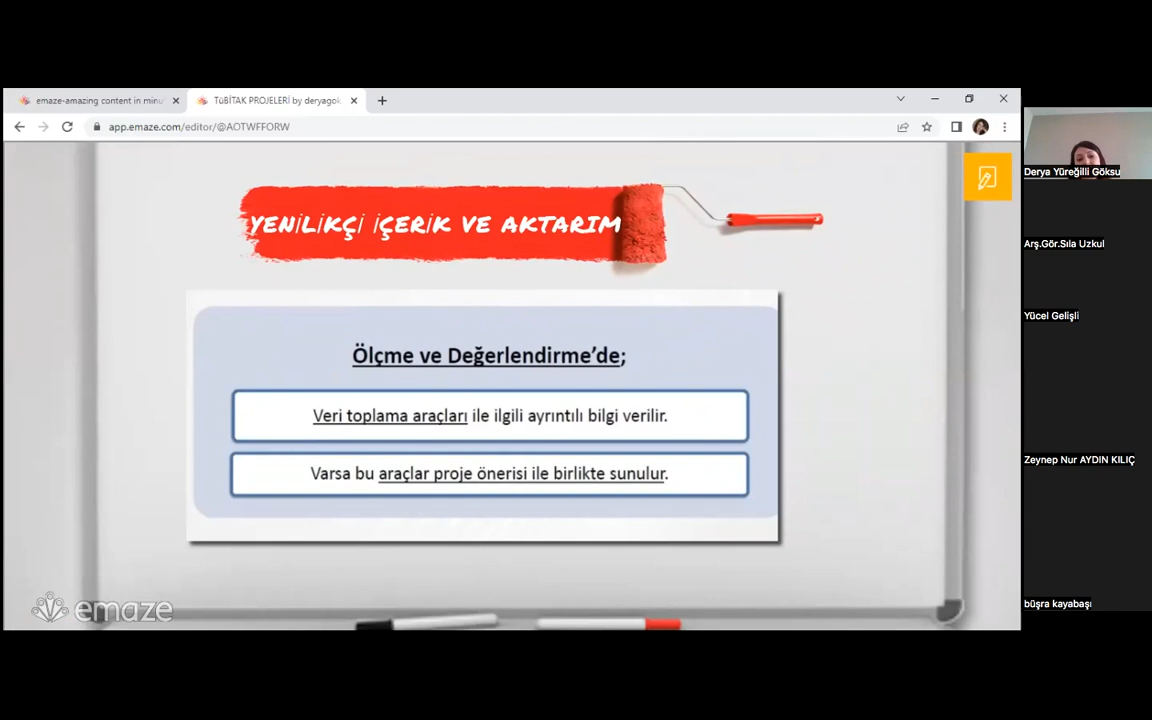 emaze-amazing content in minu
TüBİTAK PROJELERİ by deryagok
app.emaze.com/editor/@AOTWFFORW
YENİLİKÇİ İÇERİK VE AKTARIM
Ölçme ve Değerlendirme’de;
Veri toplama araçları ile ilgili ayrıntılı bilgi verilir.
Varsa bu araçlar proje önerisi ile birlikte sunulur.
emaze
Derya Yüreğilli Göksu
Arş.Gör.Sıla Uzkul
Yücel Gelişli
Zeynep Nur AYDIN KILIÇ
büşra kayabaşı